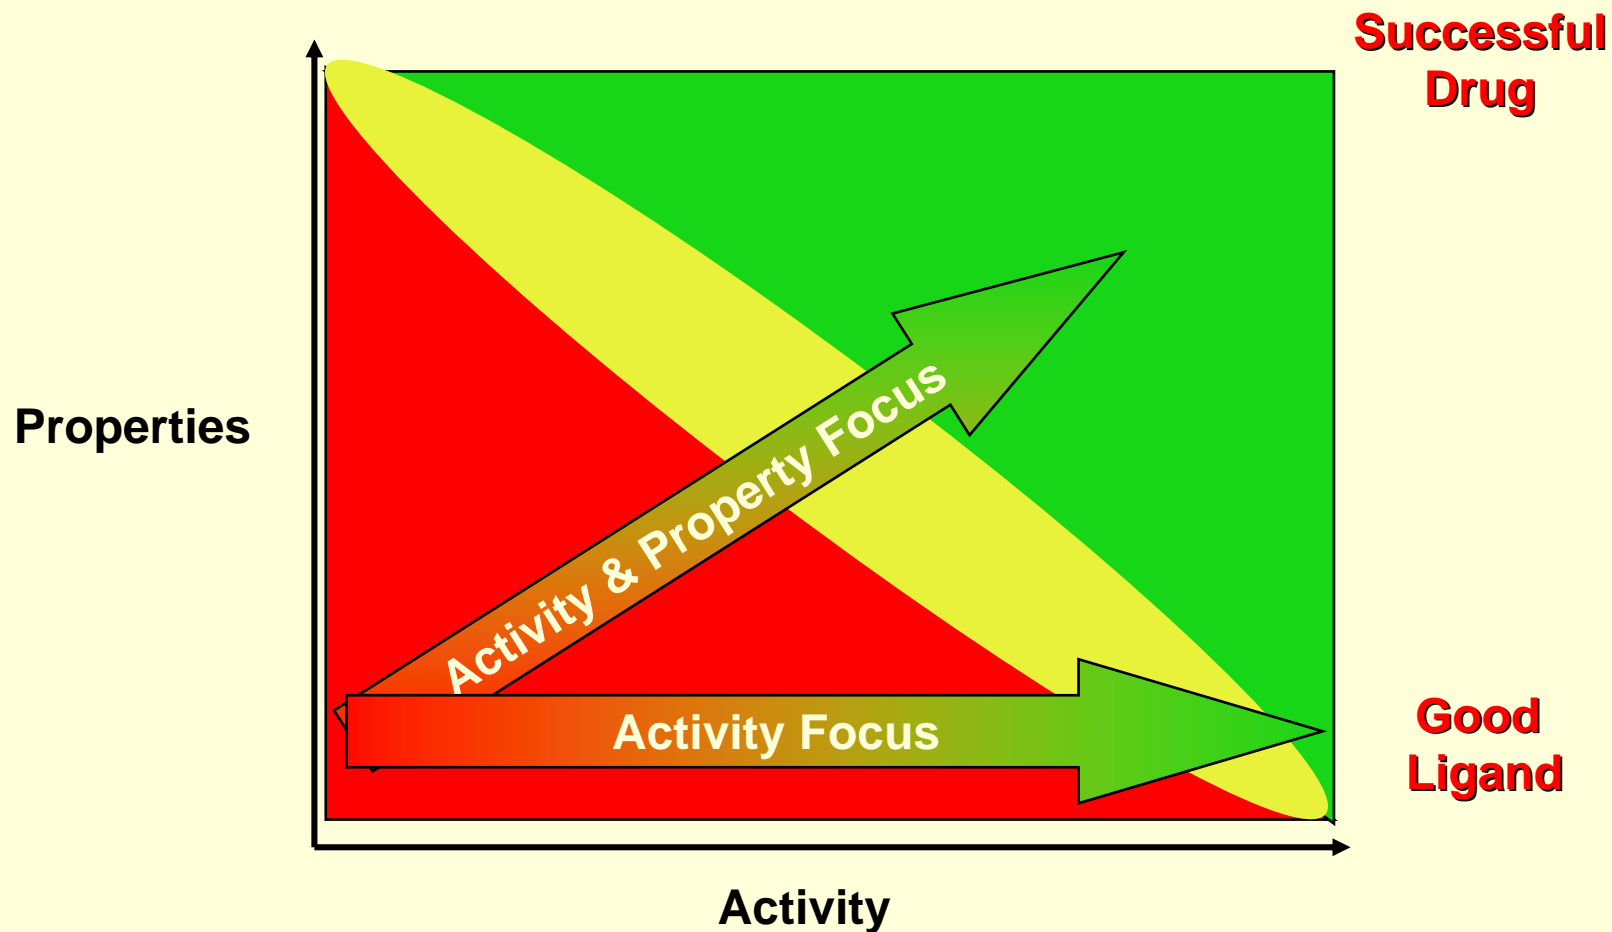 Successful
Drug
Properties
Activity & Property Focus
Activity Focus
Good
Ligand
Activity